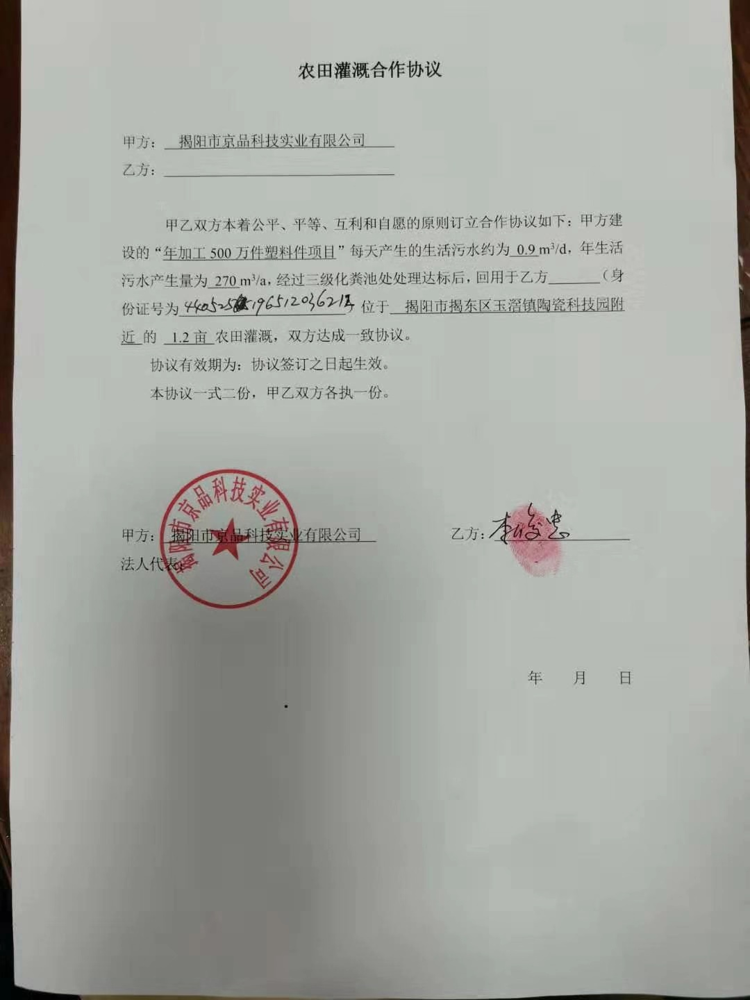 农田灌溉合作协议
甲方： 揭阳市京品科技实业有限公司
乙方：
甲乙双方本着公平、平等、互利和自愿的原则订立合作协议如下：甲方建
设的“年加工 500 万件塑料件项目”每天产生的生活污水约为 0.9 m³/d，年生活
污水产生量为 270 m³/a，经过三级化粪池处处理达标后，回用于乙方______（身
份证号为 ，位于 揭阳市揭东区玉滘镇陶瓷科技园附
近 的 1.2 亩 农田灌溉，双方达成一致协议。
协议有效期为：协议签订之日起生效。
本协议一式二份，甲乙双方各执一份。
甲方： 揭阳市京品科技实业有限公司
乙方：李俊忠
法人代表：
揭阳市京品科技实业有限公司
年 月 日